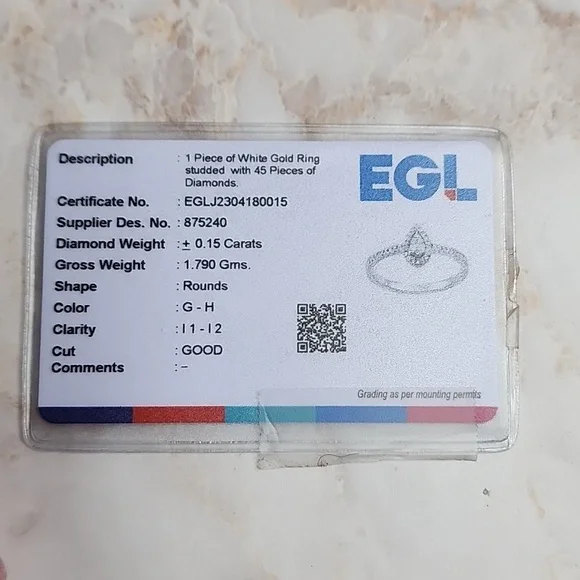 EGL
Description : 1 Piece of White Gold Ring
studded with 45 Pieces of
Diamonds.
Certificate No. : EGLJ2304180015
Supplier Des. No. : 875240
Diamond Weight : ± 0.15 Carats
Gross Weight : 1.790 Gms.
Shape : Rounds
Color : G - H
Clarity : I 1 - I 2
Cut : GOOD
Comments : --
Grading as per mounting permits